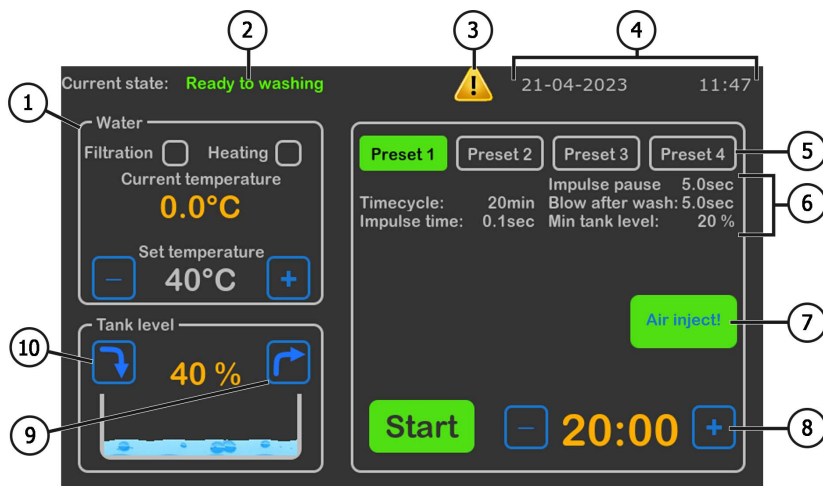 2
3
4
Current state: Ready to washing
21-04-2023 11:47
1
Water
Filtration
Heating
Current temperature
0.0°C
Set temperature
− 40°C +
Preset 1 Preset 2 Preset 3 Preset 4
5
Impulse pause 5.0sec
Timecycle: 20min Blow after wash: 5.0sec
Impulse time: 0.1sec Min tank level: 20 %
6
Air inject!
7
Tank level
10
40 %
9
Start − 20:00 +
8